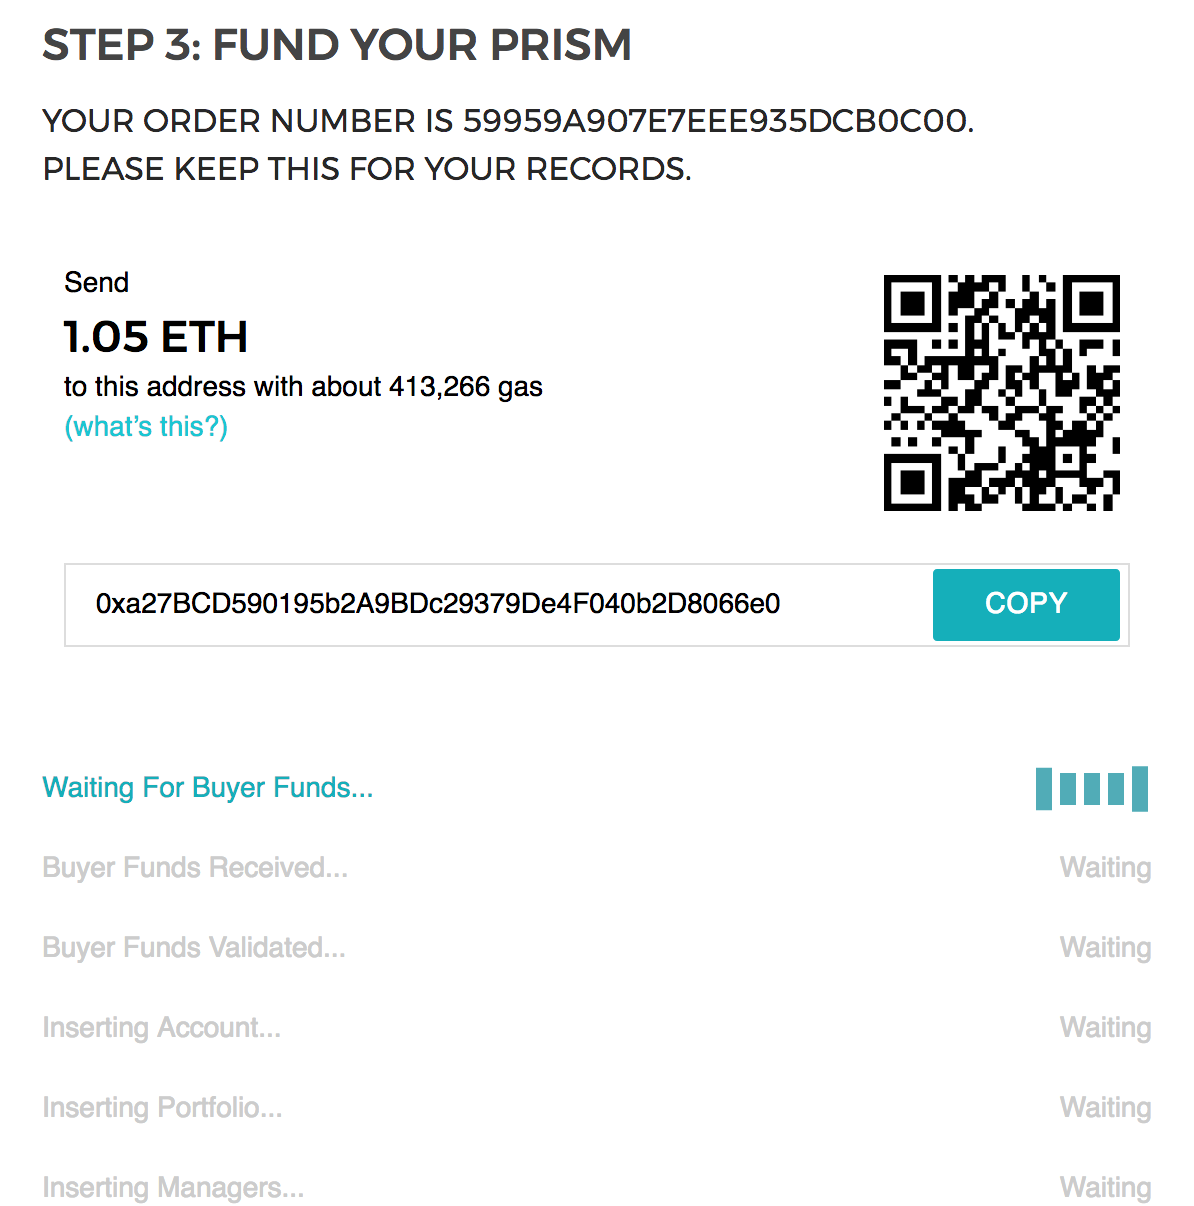 STEP 3: FUND YOUR PRISM
YOUR ORDER NUMBER IS 59959A907E7EEE935DCB0C00.
PLEASE KEEP THIS FOR YOUR RECORDS.
Send
1.05 ETH
to this address with about 413,266 gas
(what's this?)
0xa27BCD590195b2A9BDc29379De4F040b2D8066e0
COPY
Waiting For Buyer Funds...
Buyer Funds Received... Waiting
Buyer Funds Validated... Waiting
Inserting Account... Waiting
Inserting Portfolio... Waiting
Inserting Managers... Waiting